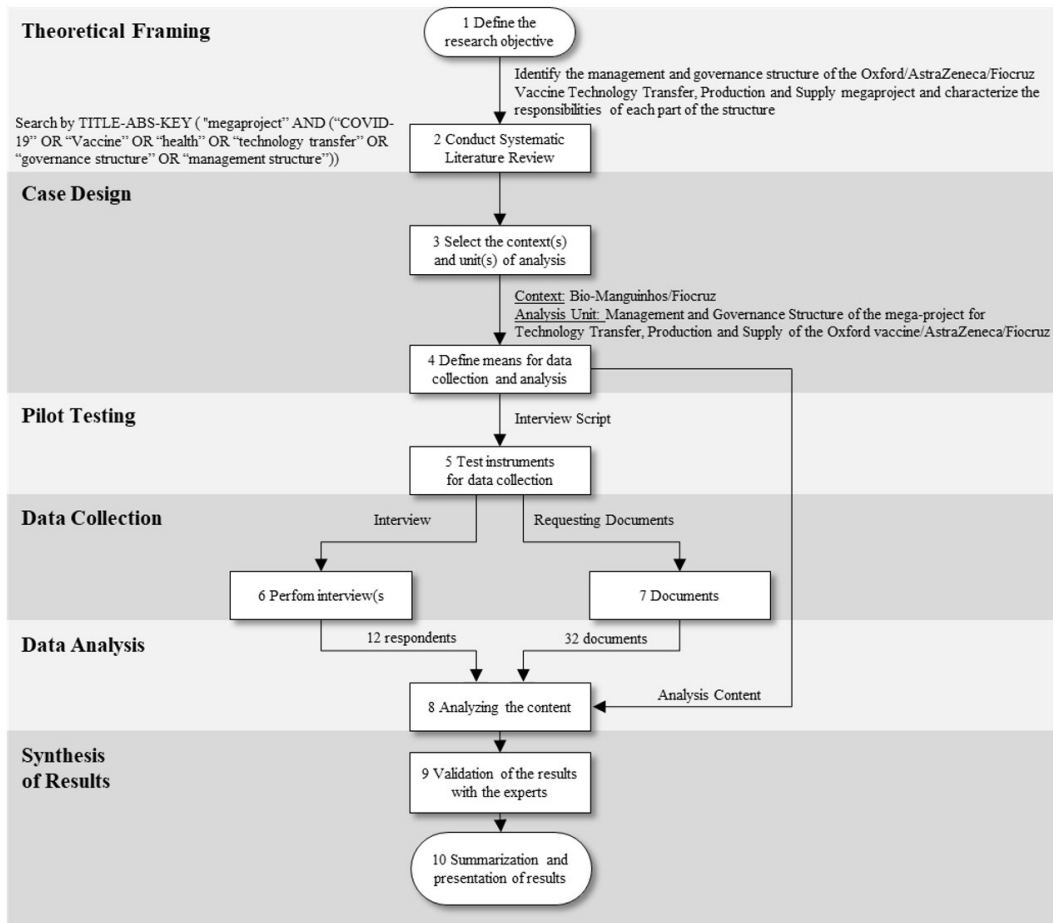 Theoretical Framing
1 Define the
research objective
Identify the management and governance structure of the Oxford/AstraZeneca/Fiocruz
Vaccine Technology Transfer, Production and Supply megaproject and characterize the
responsibilities of each part of the structure
Search by TITLE-ABS-KEY ( "megaproject” AND (“COVID-
19” OR “Vaccine” OR “health” OR “technology transfer” OR
“governance structure” OR “management structure”))
2 Conduct Systematic
Literature Review
Case Design
3 Select the context(s)
and unit(s) of analysis
Context: Bio-Manguinhos/Fiocruz
Analysis Unit: Management and Governance Structure of the mega-project for
Technology Transfer, Production and Supply of the Oxford vaccine/AstraZeneca/Fiocruz
4 Define means for data
collection and analysis
Pilot Testing
Interview Script
5 Test instruments
for data collection
Data Collection
Interview
Requesting Documents
6 Perfom interview(s
7 Documents
Data Analysis
12 respondents
32 documents
Analysis Content
8 Analyzing the content
Synthesis
of Results
9 Validation of the results
with the experts
10 Summarization and
presentation of results